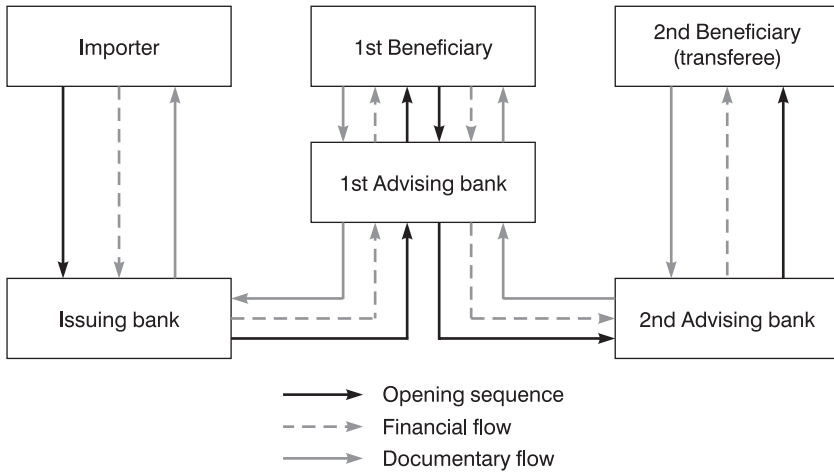 Importer
1st Beneficiary
2nd Beneficiary
(transferee)
1st Advising bank
Issuing bank
2nd Advising bank
Opening sequence
Financial flow
Documentary flow